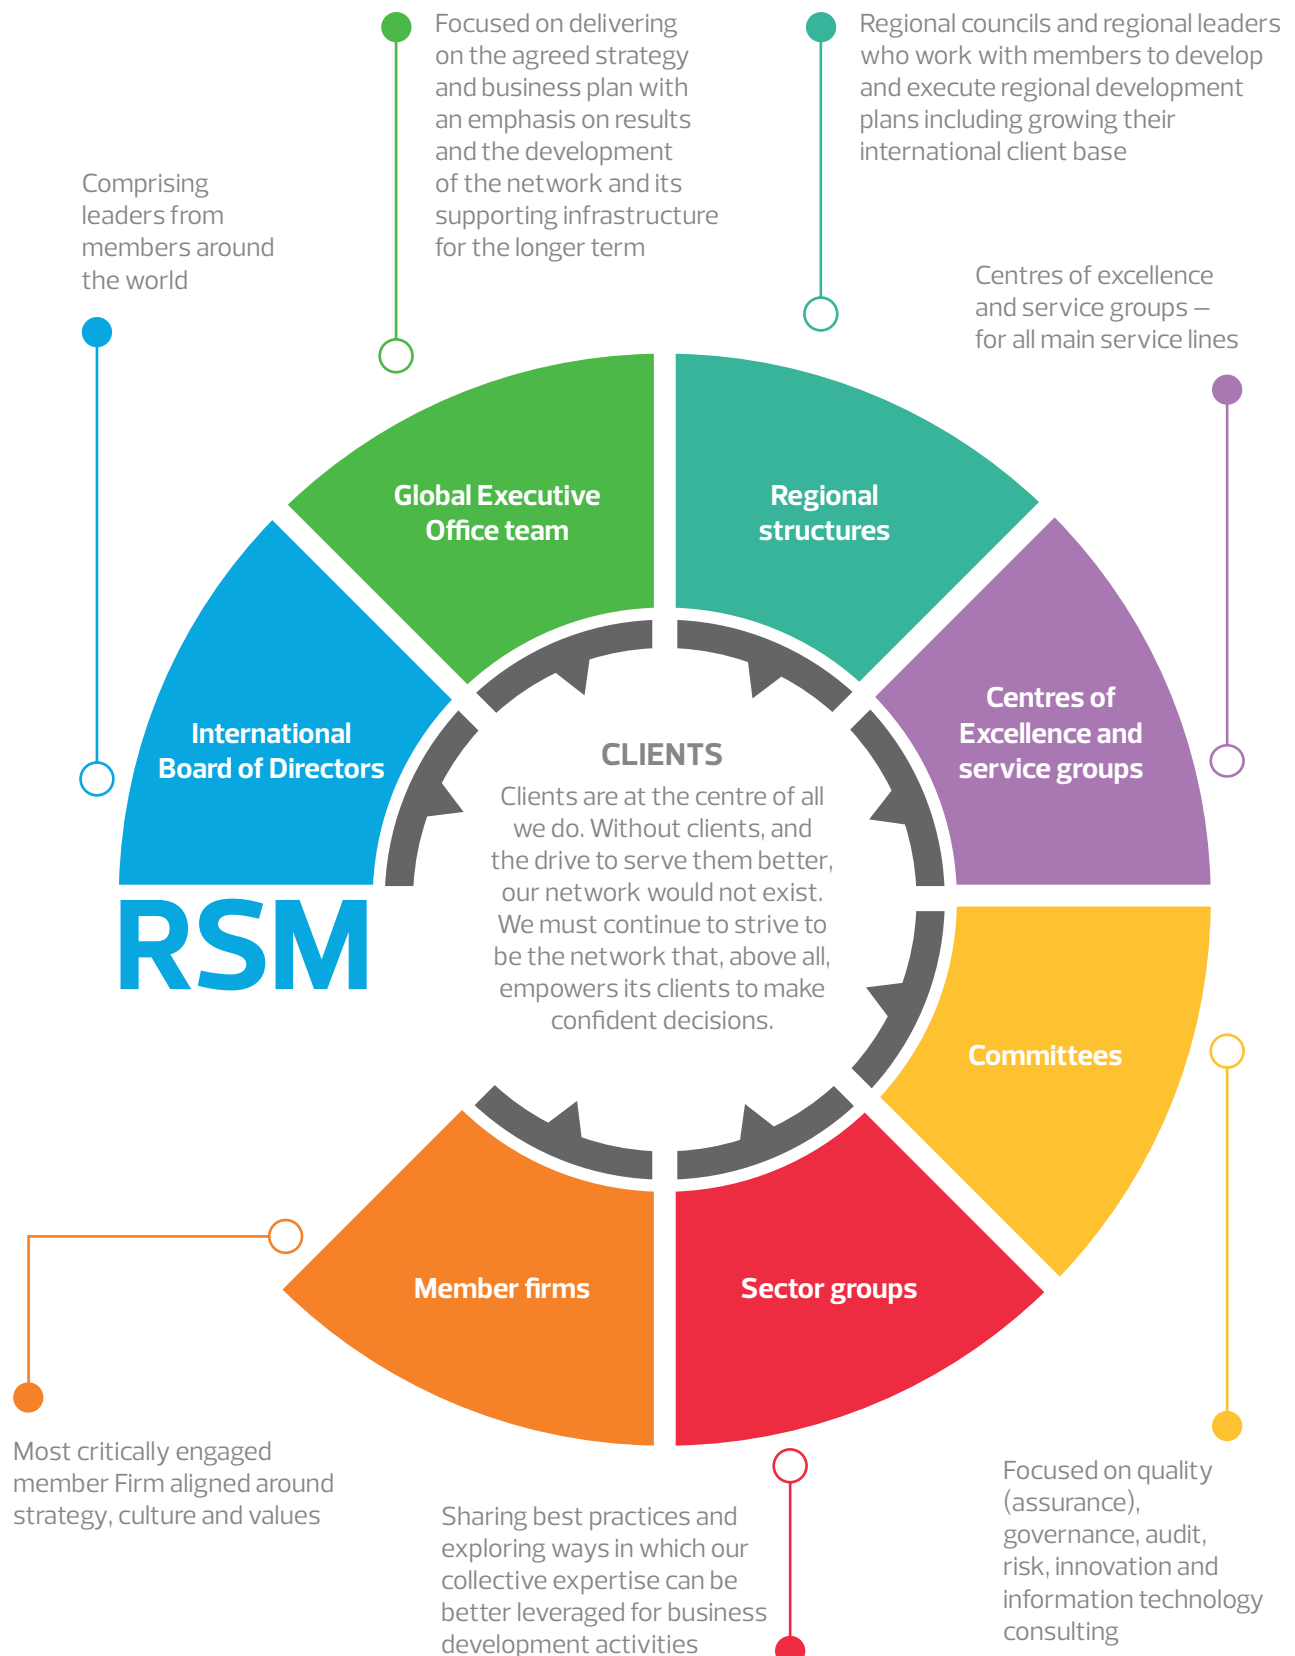 Focused on delivering
on the agreed strategy
and business plan with
an emphasis on results
and the development
of the network and its
supporting infrastructure
for the longer term
Regional councils and regional leaders
who work with members to develop
and execute regional development
plans including growing their
international client base
Comprising
leaders from
members around
the world
Centres of excellence
and service groups –
for all main service lines
Global Executive
Office team
Regional
structures
International
Board of Directors
Centres of
Excellence and
service groups
CLIENTS
Clients are at the centre of all
we do. Without clients, and
the drive to serve them better,
our network would not exist.
We must continue to strive to
be the network that, above all,
empowers its clients to make
confident decisions.
RSM
Committees
Member firms
Sector groups
Most critically engaged
member Firm aligned around
strategy, culture and values
Sharing best practices and
exploring ways in which our
collective expertise can be
better leveraged for business
development activities
Focused on quality
(assurance),
governance, audit,
risk, innovation and
information technology
consulting